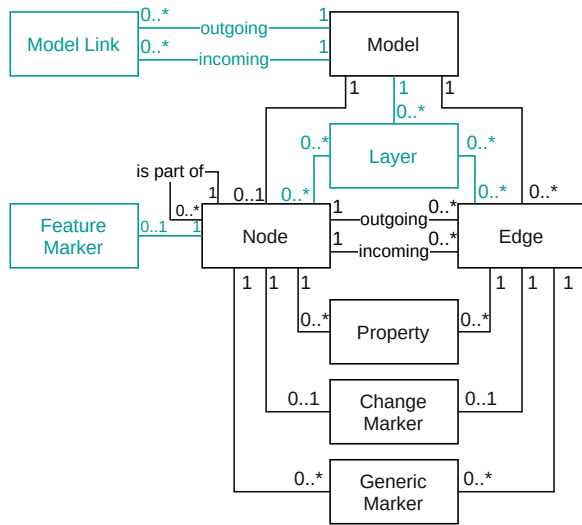 0..* outgoing 1
Model Link Model
0..* incoming 1
1 1 1
0..*
0..* Layer 0..*
is part of
1 0..1 0..* 0..* 0..*
0..*
Feature
Marker
0..1 1
Node
1 outgoing 0..*
1 incoming 0..*
Edge
1 1 1 1 1 1
0..* Property 0..*
0..1 Change
Marker 0..1
0..* Generic
Marker 0..*